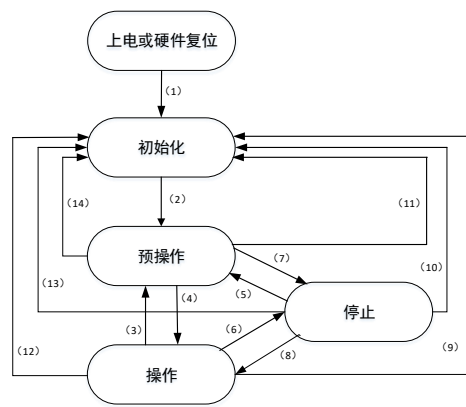 上电或硬件复位
（1）
初始化
（2）
（14）
（11）
预操作
（7）
（10）
（13）
（4）
（5）
停止
（3）
（6）
（12）
（8）
（9）
操作